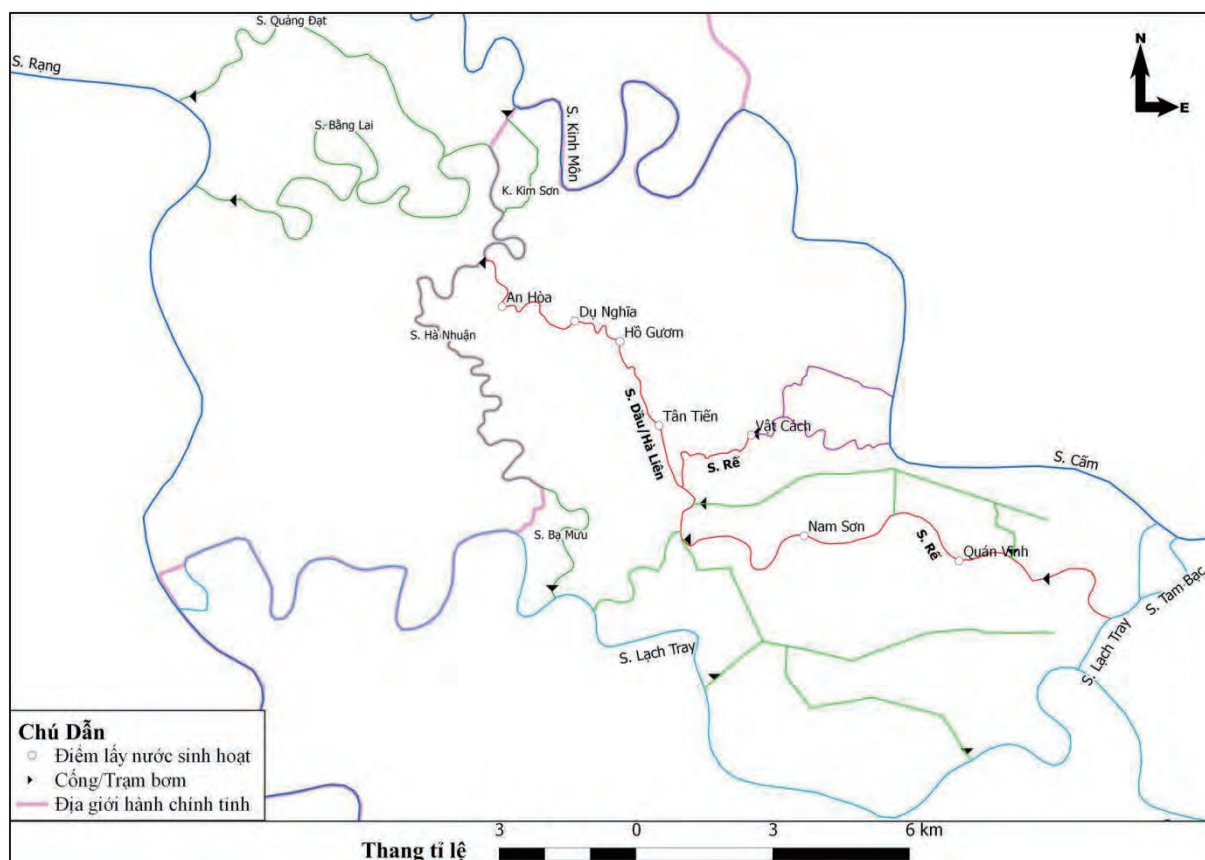 S. Quảng Đạt
S. Rạng
N
E
S. Bằng Lai
S. Kinh Môn
K. Kim Sơn
An Hòa
Dụ Nghĩa
Hồ Gươm
S. Hà Nhuận
S. Dầu/Hà Liên
Tân Tiến
Vật Cách
S. Rế
S. Cấm
Nam Sơn
S. Rế
Quán Vĩnh
S. Bạ Mưu
S. Tam Bạc
S. Lạch Tray
S. Lạch Tray
Chú Dẫn
Điểm lấy nước sinh hoạt
Cống/Trạm bơm
Địa giới hành chính tỉnh
3 0 3 6 km
Thang tỉ lệ